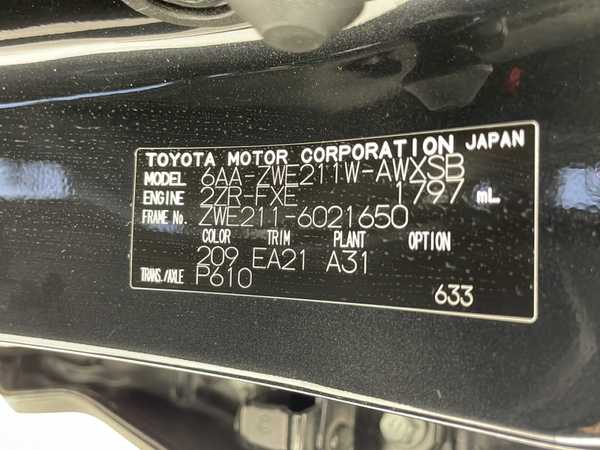 TOYOTA MOTOR CORPORATION JAPAN
MODEL 6AA-ZWE211W-AWXSB
ENGINE 2ZR-FXE 1797 mL.
FRAME No. ZWE211-6021650
COLOR TRIM PLANT OPTION
209 EA21 A31
TRANS./AXLE P610
633